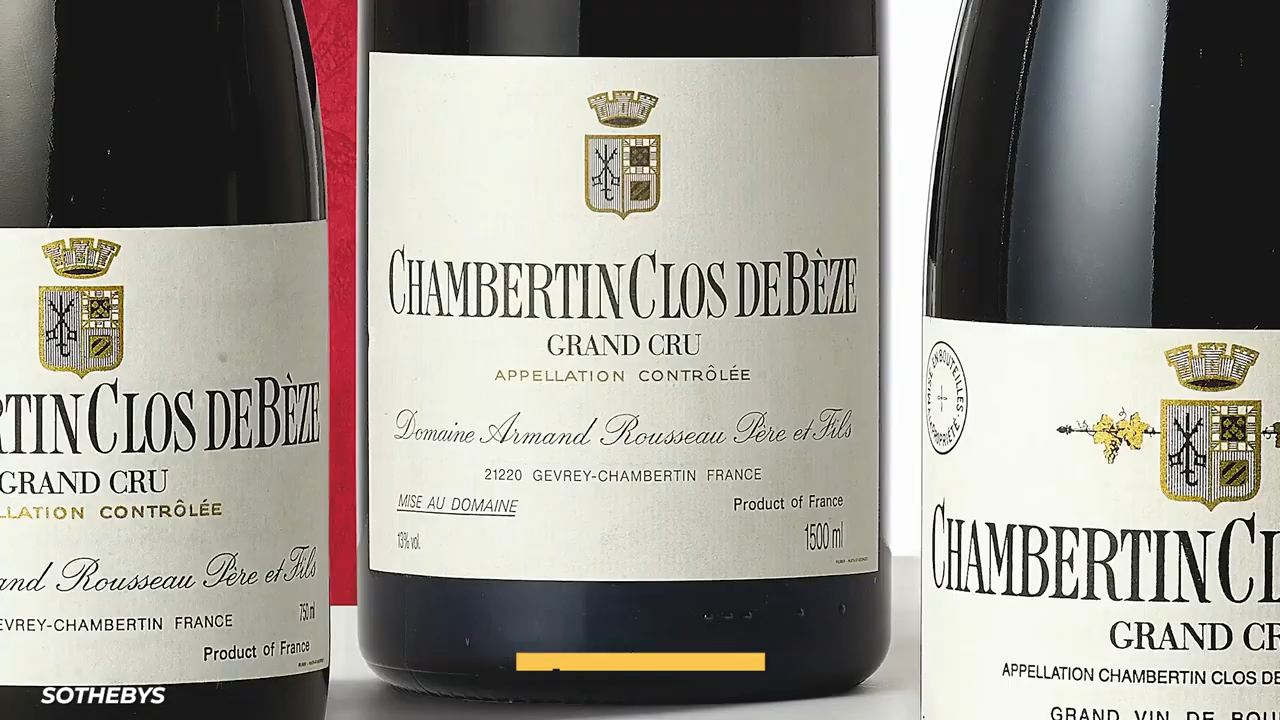 RTIN CLOS DE BÈZE
GRAND CRU
LLATION CONTRÔLÉE
and Rousseau Père et Fils
EVREY-CHAMBERTIN FRANCE
750 ml
Product of France
SOTHEBYS
CHAMBERTIN CLOS DE BÈZE
GRAND CRU
APPELLATION CONTRÔLÉE
Domaine Armand Rousseau Père et Fils
21220 GEVREY-CHAMBERTIN FRANCE
MISE AU DOMAINE
Product of France
13% vol.
1500 ml
MISE EN BOUTEILLES
PROPRIÉTÉ
CHAMBERTIN CL
GRAND CR
APPELLATION CHAMBERTIN CLOS DE
GRAND VIN DE BOU